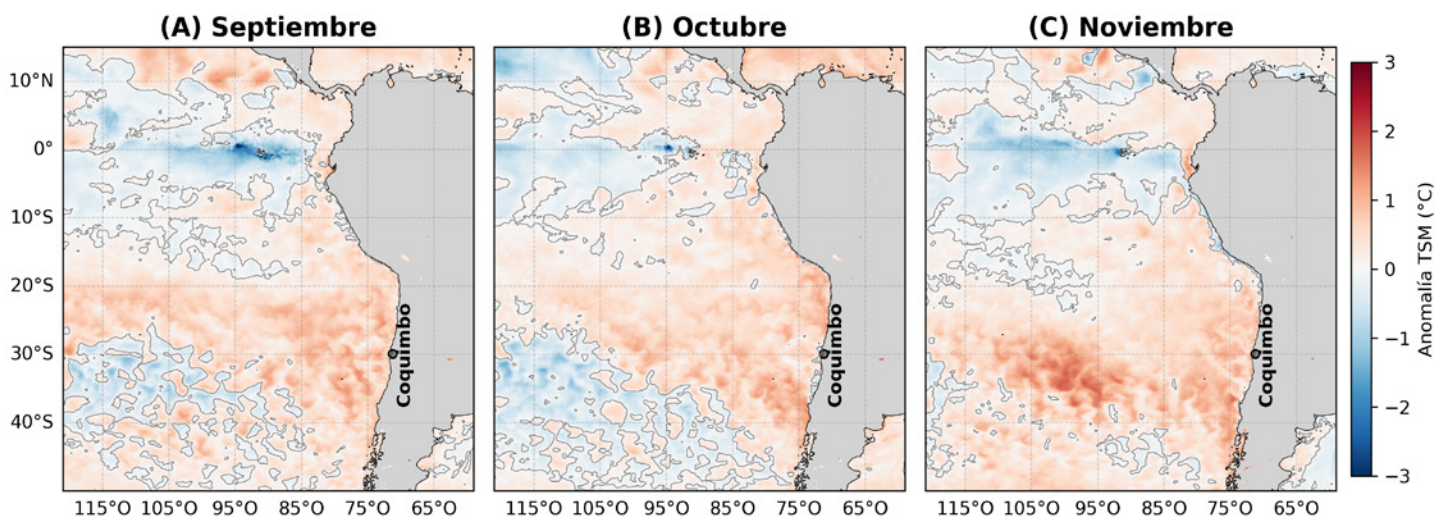 (A) Septiembre
(B) Octubre
(C) Noviembre
10°N
0°
10°S
20°S
30°S
40°S
Coquimbo
Coquimbo
Coquimbo
115°O 105°O 95°O 85°O 75°O 65°O
115°O 105°O 95°O 85°O 75°O 65°O
115°O 105°O 95°O 85°O 75°O 65°O
3
2
1
0
−1
−2
−3
Anomalía TSM (°C)